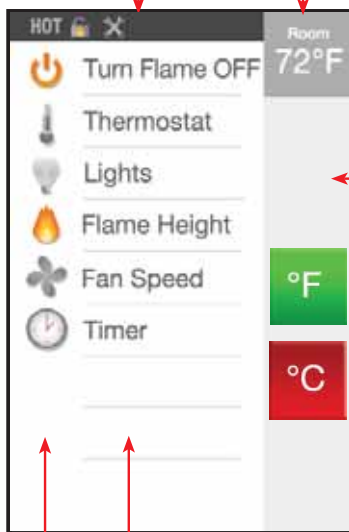 HOT
Room
72°F
Turn Flame OFF
Thermostat
Lights
Flame Height
Fan Speed
Timer
°F
°C